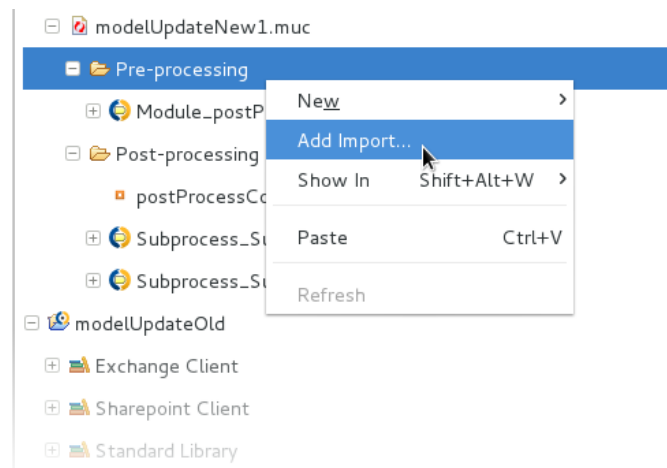 modelUpdateNew1.muc
Pre-processing
Module_postP
New >
Add Import...
Show In Shift+Alt+W >
Paste Ctrl+V
Refresh
Post-processing
postProcessCo
Subprocess_Su
Subprocess_Su
modelUpdateOld
Exchange Client
Sharepoint Client
Standard Library